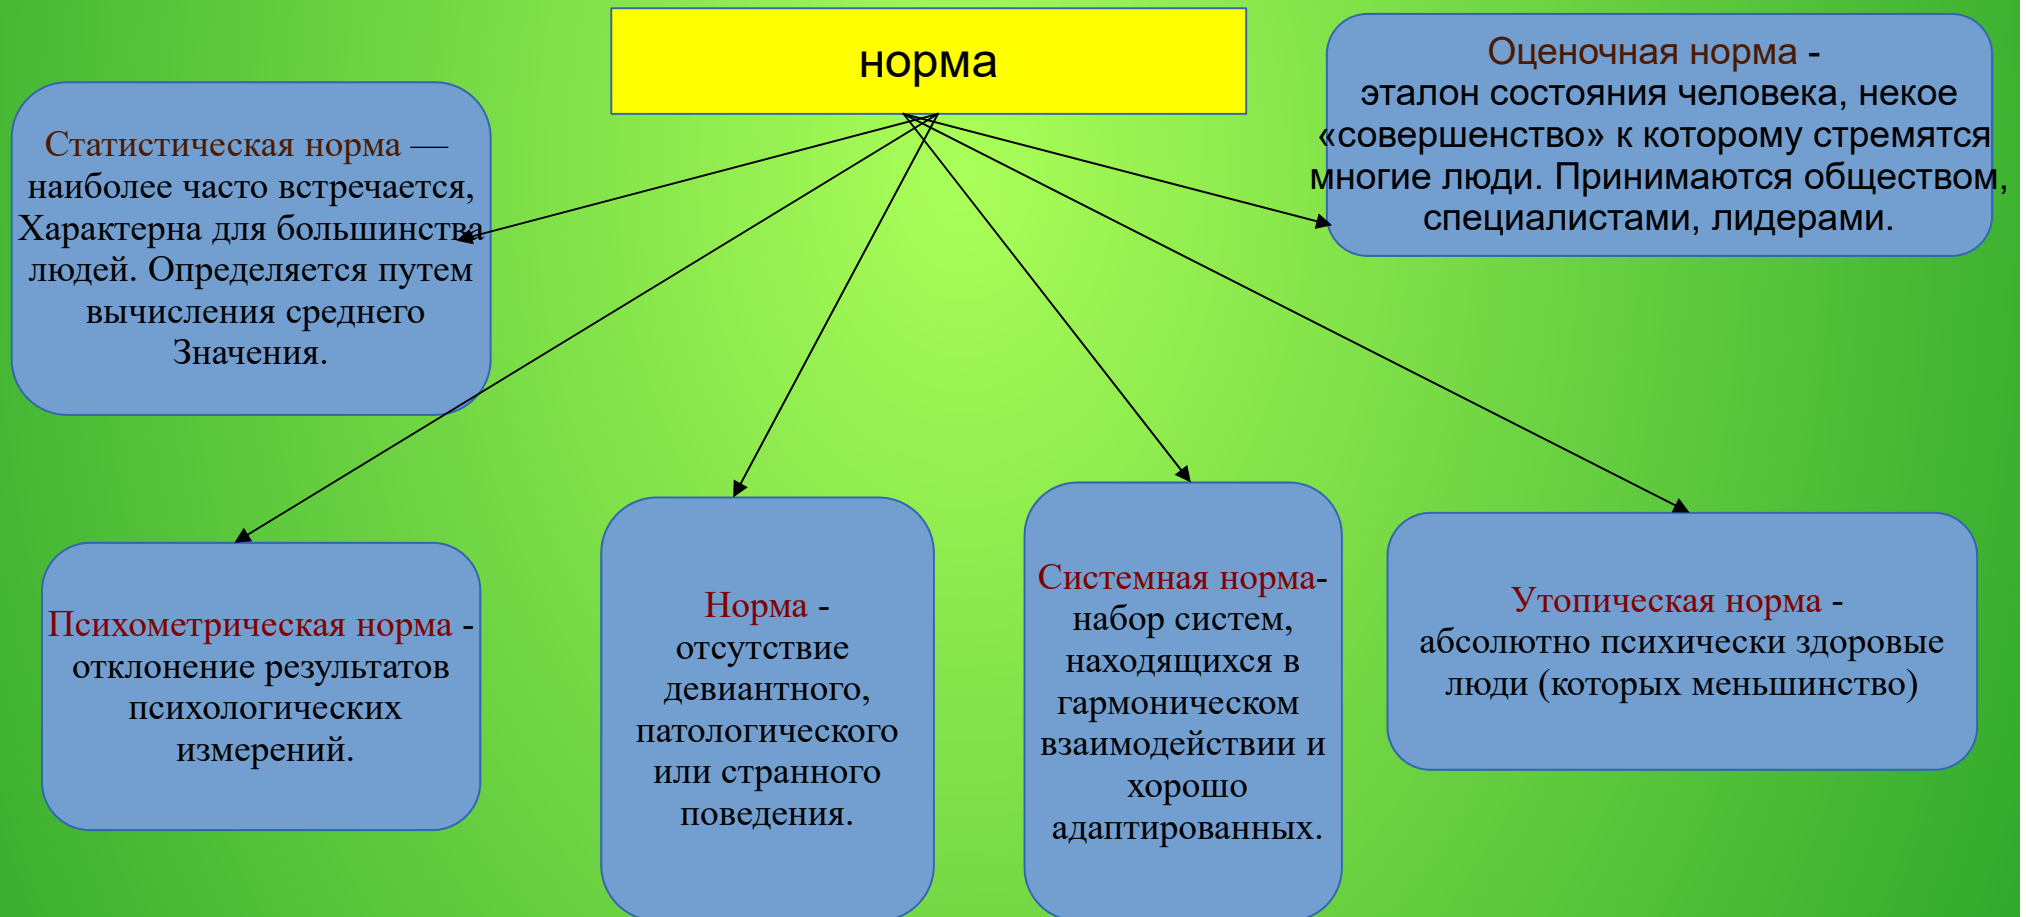 норма
Статистическая норма —
наиболее часто встречается,
Характерна для большинства
людей. Определяется путем
вычисления среднего
Значения.
Оценочная норма -
эталон состояния человека, некое
«совершенство» к которому стремятся
многие люди. Принимаются обществом,
специалистами, лидерами.
Психометрическая норма -
отклонение результатов
психологических
измерений.
Норма -
отсутствие
девиантного,
патологического
или странного
поведения.
Системная норма-
набор систем,
находящихся в
гармоническом
взаимодействии и
хорошо
адаптированных.
Утопическая норма -
абсолютно психически здоровые
люди (которых меньшинство)